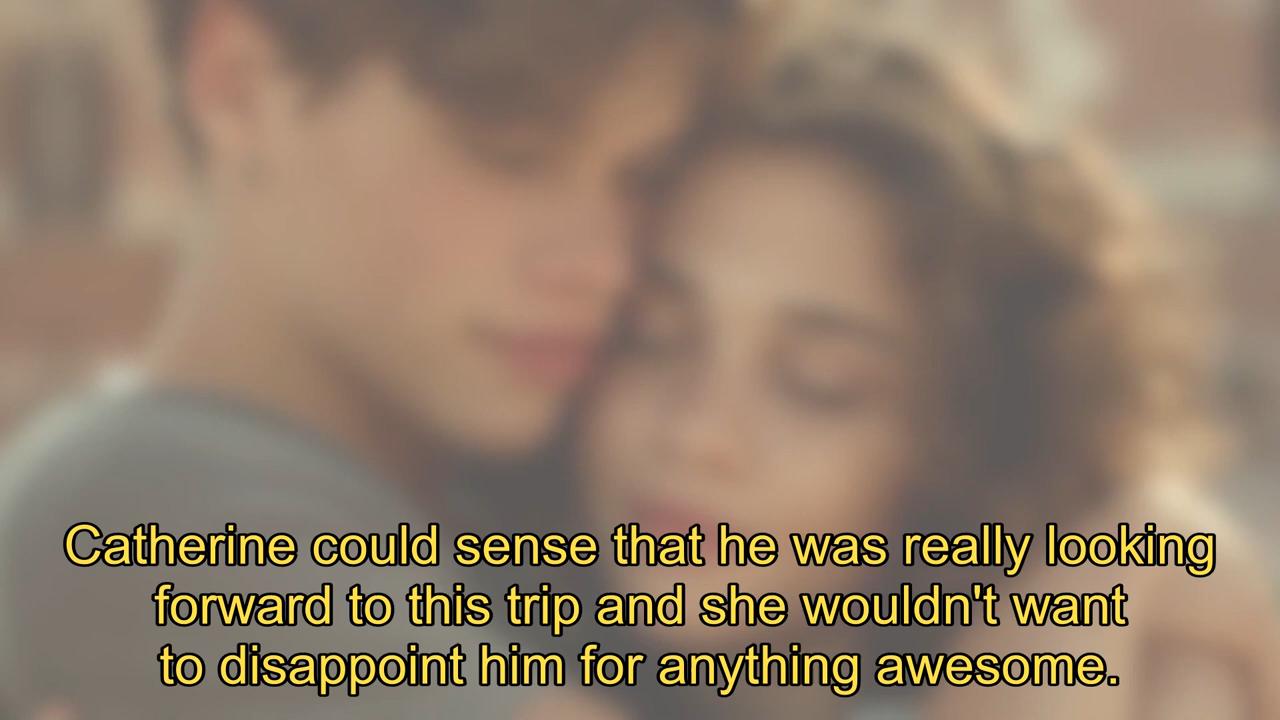 Catherine could sense that he was really looking
forward to this trip and she wouldn't want
to disappoint him for anything awesome.